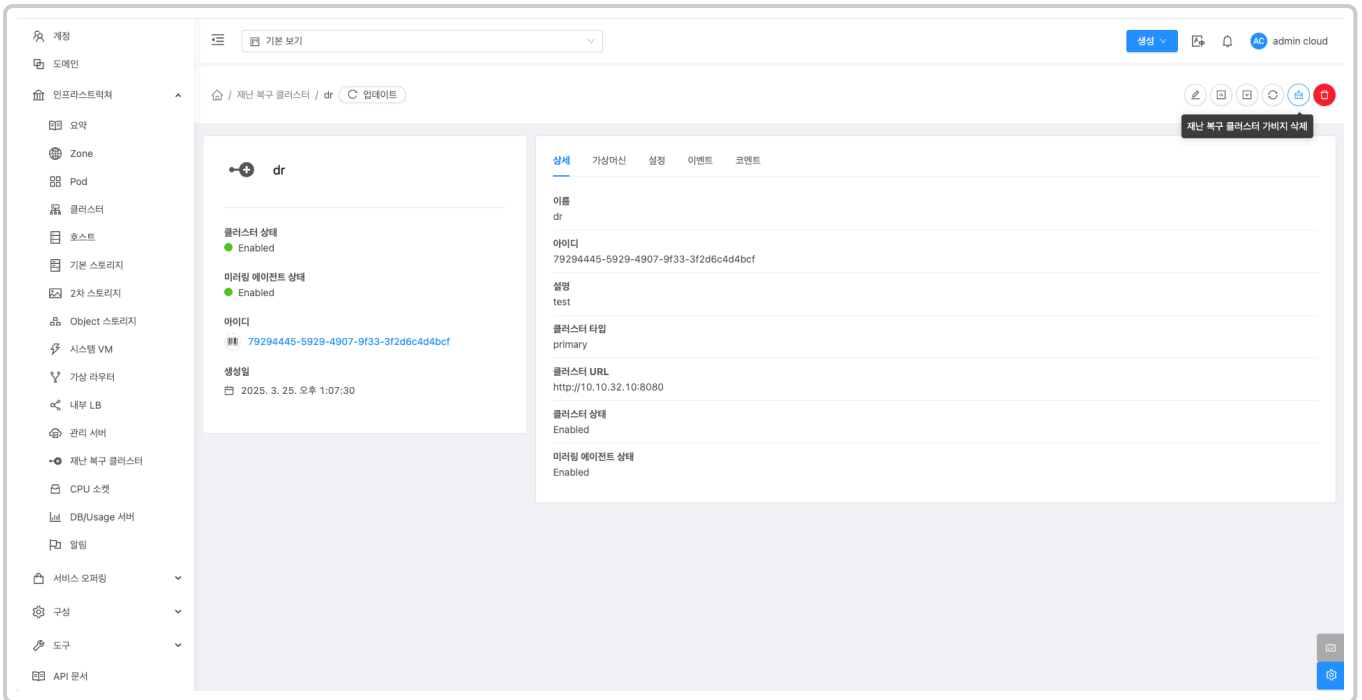 계정
도메인
인프라스트럭쳐
요약
Zone
Pod
클러스터
호스트
기본 스토리지
2차 스토리지
Object 스토리지
시스템 VM
가상 라우터
내부 LB
관리 서버
재난 복구 클러스터
CPU 소켓
DB/Usage 서버
알림
서비스 오퍼링
구성
도구
API 문서
기본 보기
생성
AC admin cloud
/ 재난 복구 클러스터 / dr 업데이트
재난 복구 클러스터 가비지 삭제
dr
클러스터 상태
Enabled
미러링 에이전트 상태
Enabled
아이디
79294445-5929-4907-9f33-3f2d6c4d4bcf
생성일
2025. 3. 25. 오후 1:07:30
상세 가상머신 설정 이벤트 코멘트
이름
dr
아이디
79294445-5929-4907-9f33-3f2d6c4d4bcf
설명
test
클러스터 타입
primary
클러스터 URL
http://10.10.32.10:8080
클러스터 상태
Enabled
미러링 에이전트 상태
Enabled